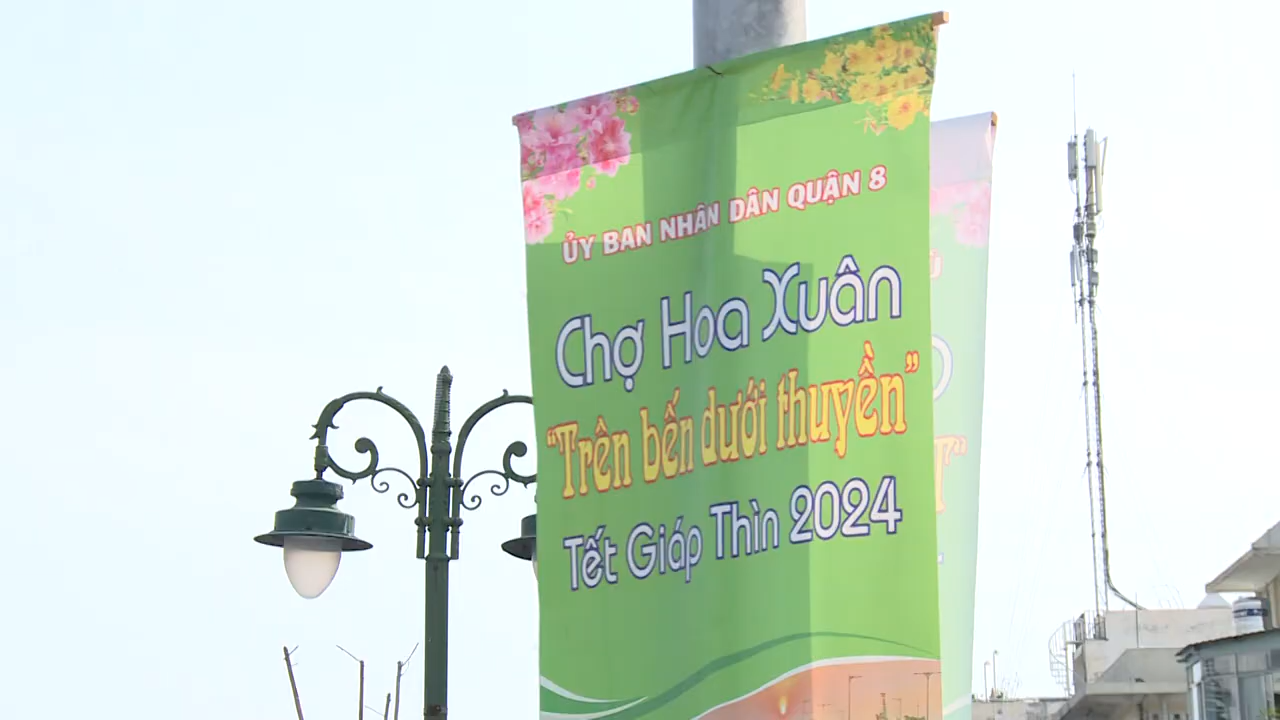 ỦY BAN NHÂN DÂN QUẬN 8
Chợ Hoa Xuân
“Trên bến dưới thuyền”
Tết Giáp Thìn 2024